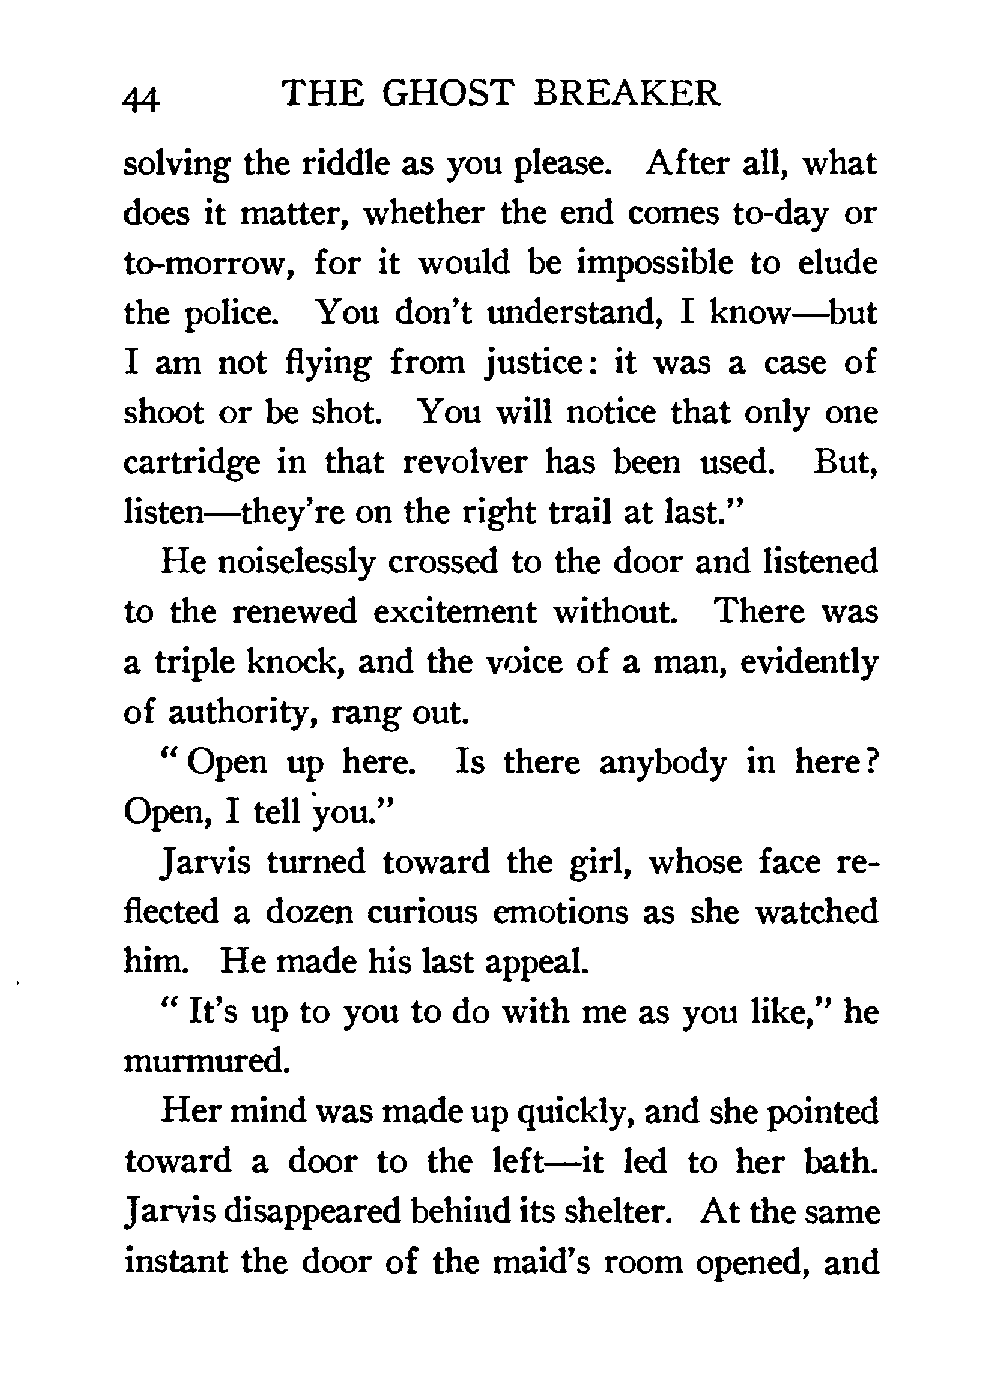 44 THE GHOST BREAKER
solving the riddle as you please. After all, what
does it matter, whether the end comes to-day or
to-morrow, for it would be impossible to elude
the police. You don't understand, I know—but
I am not flying from justice: it was a case of
shoot or be shot. You will notice that only one
cartridge in that revolver has been used. But,
listen—they're on the right trail at last."
He noiselessly crossed to the door and listened
to the renewed excitement without. There was
a triple knock, and the voice of a man, evidently
of authority, rang out.
" Open up here. Is there anybody in here?
Open, I tell you."
Jarvis turned toward the girl, whose face re-
flected a dozen curious emotions as she watched
him. He made his last appeal.
" It's up to you to do with me as you like," he
murmured.
Her mind was made up quickly, and she pointed
toward a door to the left—it led to her bath.
Jarvis disappeared behind its shelter. At the same
instant the door of the maid's room opened, and